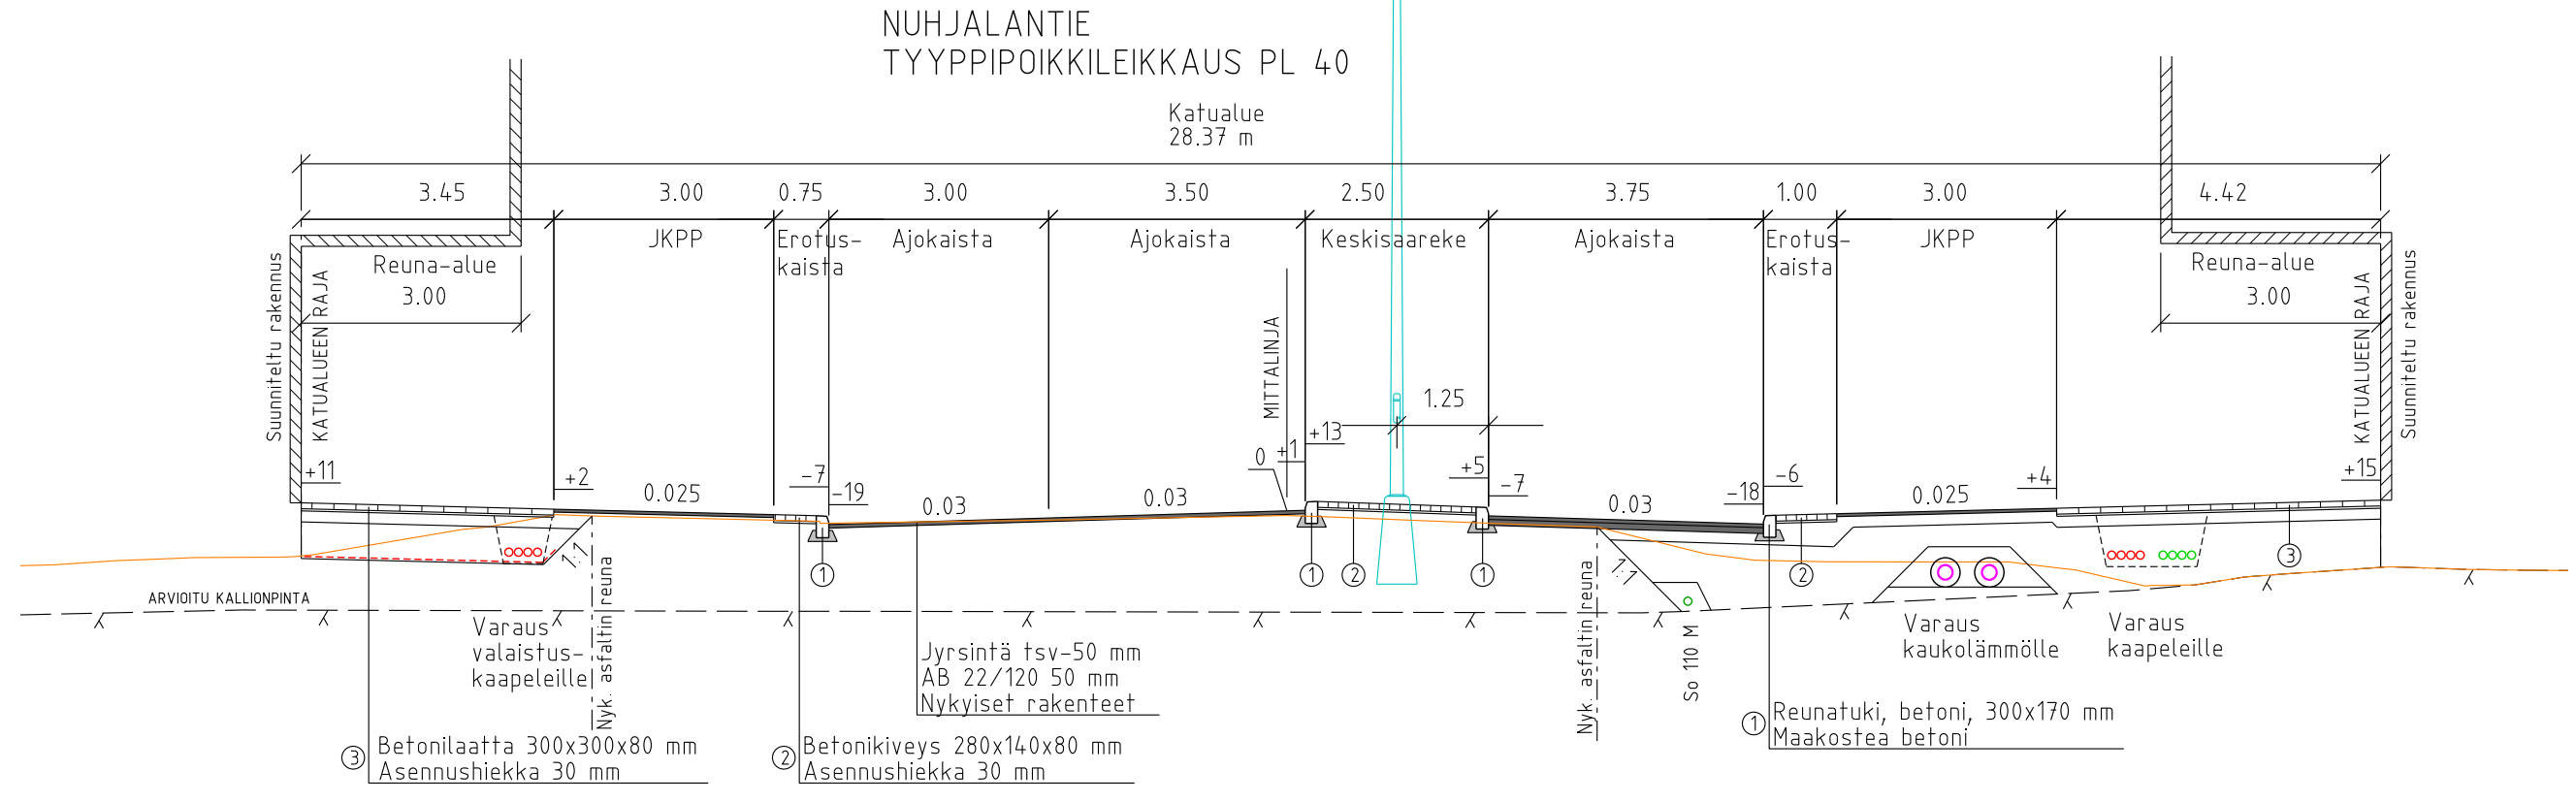 NUHJALANTIE
TYYPPIPOIKKILEIKKAUS PL 40
Katualue
28.37 m
3.45
3.00
0.75
3.00
3.50
2.50
3.75
1.00
3.00
4.42
JKPP
Erotus-
kaista
Ajokaista
Ajokaista
Keskisaareke
Ajokaista
Erotus-
kaista
JKPP
Reuna-alue
3.00
Reuna-alue
3.00
Suunniteltu rakennus
KATUALUEEN RAJA
MITTALINJA
KATUALUEEN RAJA
Suunniteltu rakennus
1.25
+11
+2
0.025
-7
-19
0.03
0.03
0
+1
+13
+5
-7
0.03
-18
-6
0.025
+4
+15
1:1
1:1
1
1
2
1
2
3
ARVIOITU KALLIONPINTA
Varaus
valaistus-
kaapeleille
Nyk. asfaltin reuna
Jyrsintä tsv-50 mm
AB 22/120 50 mm
Nykyiset rakenteet
Nyk. asfaltin reuna
So 110 M
Varaus
kaukolämmölle
Varaus
kaapeleille
3
Betonilaatta 300x300x80 mm
Asennushiekka 30 mm
2
Betonikiveys 280x140x80 mm
Asennushiekka 30 mm
1
Reunatuki, betoni, 300x170 mm
Maakostea betoni